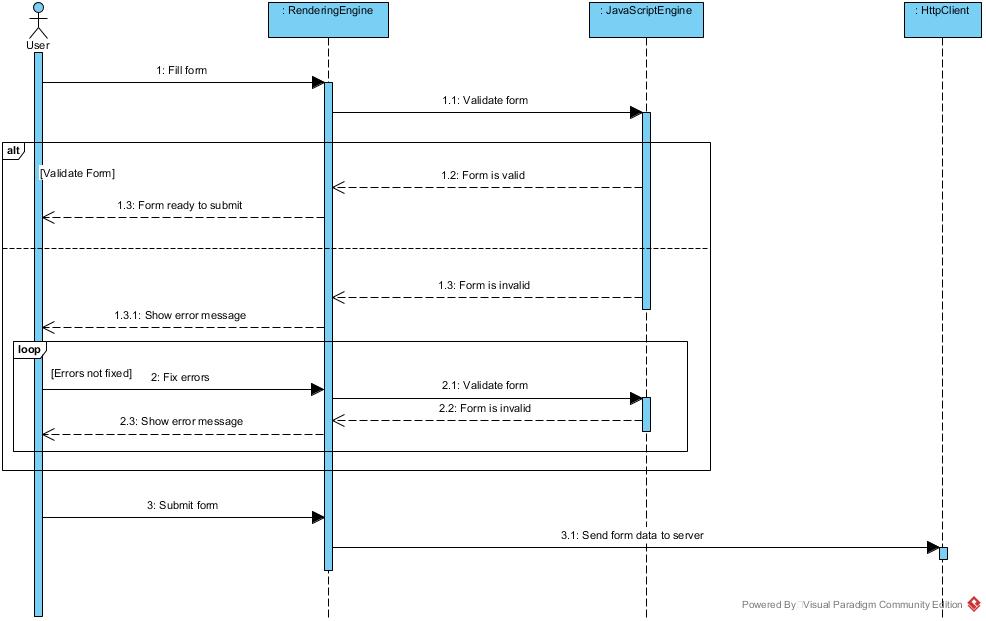 : RenderingEngine
: JavaScriptEngine
: HttpClient
User
1: Fill form
1.1: Validate form
alt
[Validate Form]
1.2: Form is valid
1.3: Form ready to submit
1.3: Form is invalid
1.3.1: Show error message
loop
[Errors not fixed]
2: Fix errors
2.1: Validate form
2.2: Form is invalid
2.3: Show error message
3: Submit form
3.1: Send form data to server
Powered By Visual Paradigm Community Edition